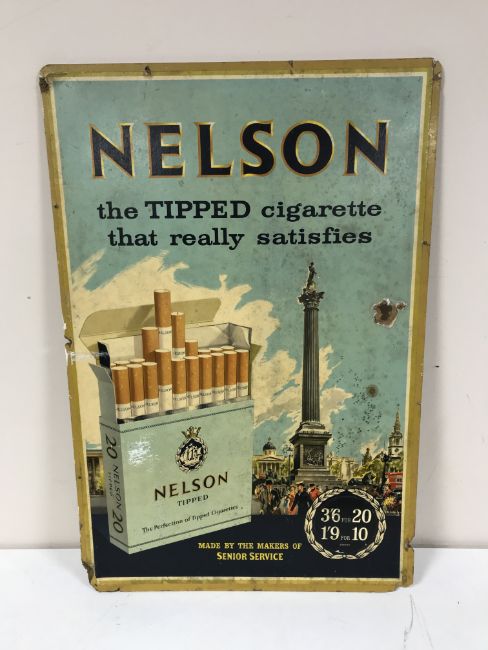 NELSON
the TIPPED cigarette
that really satisfies
20 NELSON 20
NELSON
TIPPED
The Perfection of Tipped Cigarettes
MADE BY THE MAKERS OF
SENIOR SERVICE
3'6 FOR 20
1'9 FOR 10